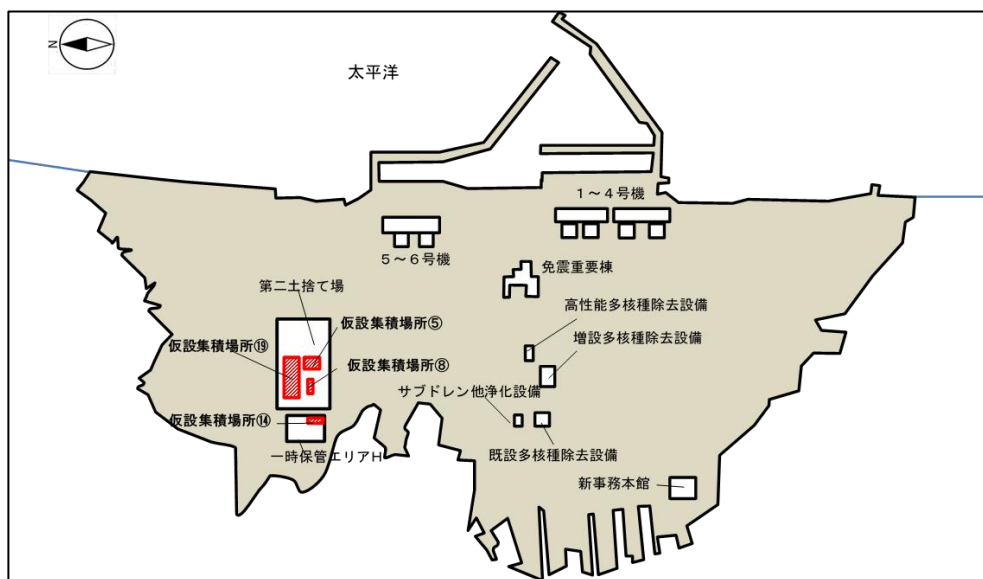 N
太平洋
1～4号機
5～6号機
免震重要棟
第二土捨て場
高性能多核種除去設備
仮設集積場所⑤
増設多核種除去設備
仮設集積場所⑲
仮設集積場所⑧
サブドレン他浄化設備
仮設集積場所⑭
一時保管エリアH
既設多核種除去設備
新事務本館